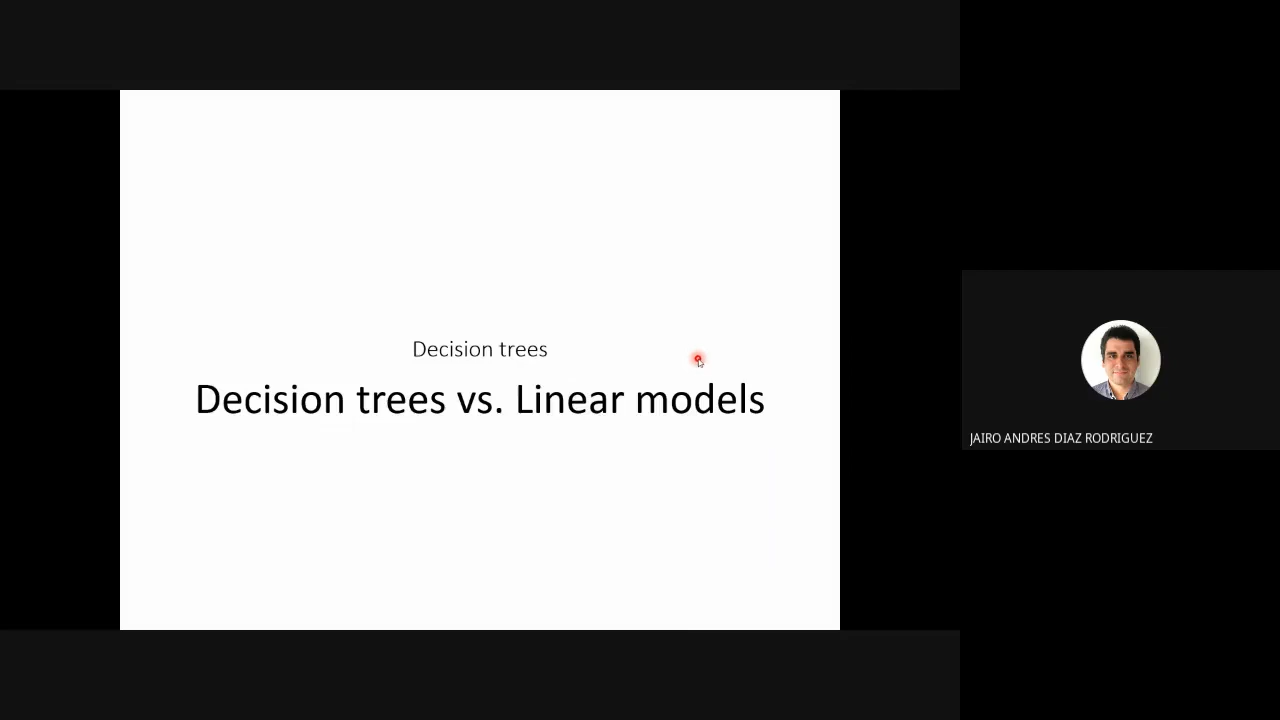 Decision trees
Decision trees vs. Linear models
JAIRO ANDRES DIAZ RODRIGUEZ